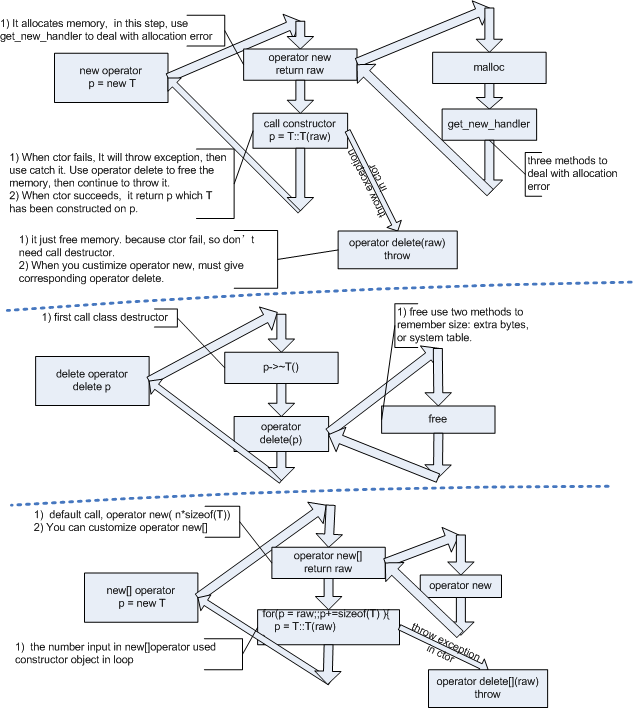 1) It allocates memory, in this step, use
get_new_handler to deal with allocation error
new operator
p = new T
operator new
return raw
malloc
call constructor
p = T::T(raw)
get_new_handler
1) When ctor fails, It will throw exception, then
use catch it. Use operator delete to free the
memory, then continue to throw it.
2) When ctor succeeds, it return p which T
has been constructed on p.
throw exception
in ctor
three methods to
deal with allocation
error
1) it just free memory. because ctor fail, so don't
need call destructor.
2) When you custimize operator new, must give
corresponding operator delete.
operator delete(raw)
throw
1) first call class destructor
1) free use two methods to
remember size: extra bytes,
or system table.
delete operator
delete p
p->~T()
operator
delete(p)
free
1) default call, operator new( n*sizeof(T))
2) You can customize operator new[]
operator new[]
return raw
new[] operator
p = new T
operator new
for(p = raw;;p+=sizeof(T) ){
p = T::T(raw)
1) the number input in new[]operator used
constructor object in loop
throw exception
in ctor
operator delete[](raw)
throw